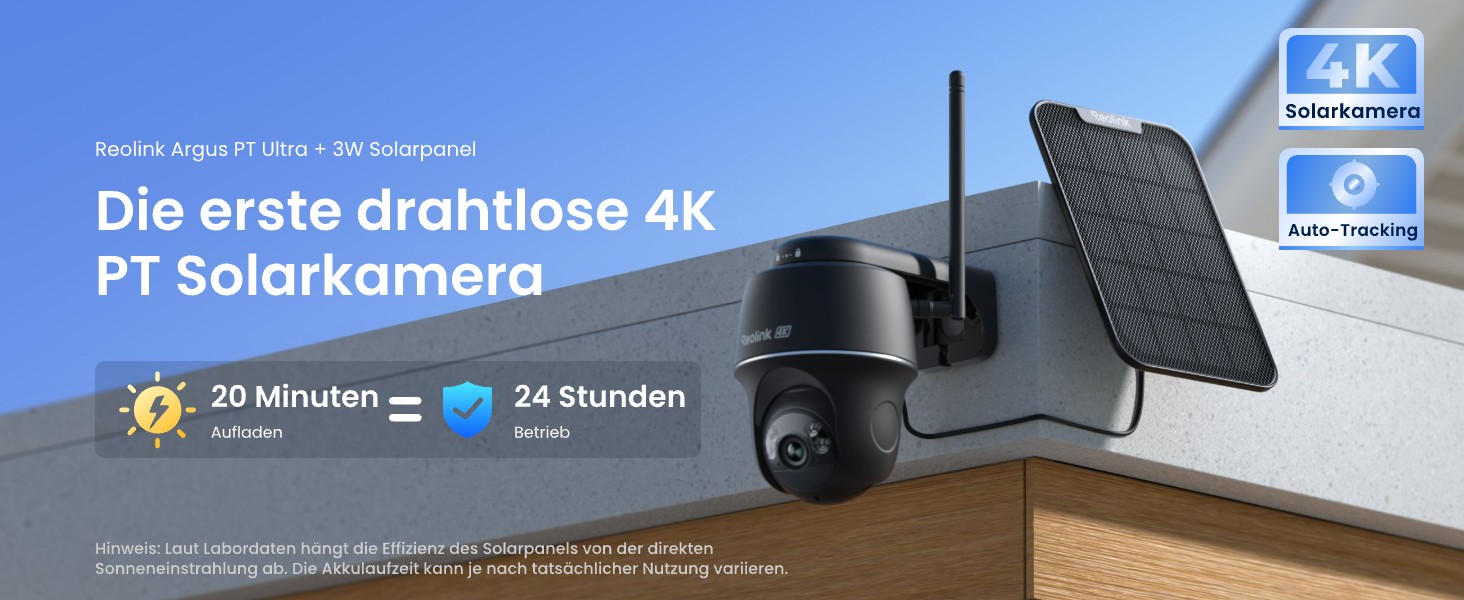 Reolink Argus PT Ultra + 3W Solarpanel
Die erste drahtlose 4K
PT Solarkamera
20 Minuten = 24 Stunden
Aufladen
Betrieb
Hinweis: Laut Labordaten hängt die Effizienz des Solarpanels von der direkten
Sonneneinstrahlung ab. Die Akkulaufzeit kann je nach tatsächlicher Nutzung variieren.
Reolink 4K
Reolink
4K
Solarkamera
Auto-Tracking